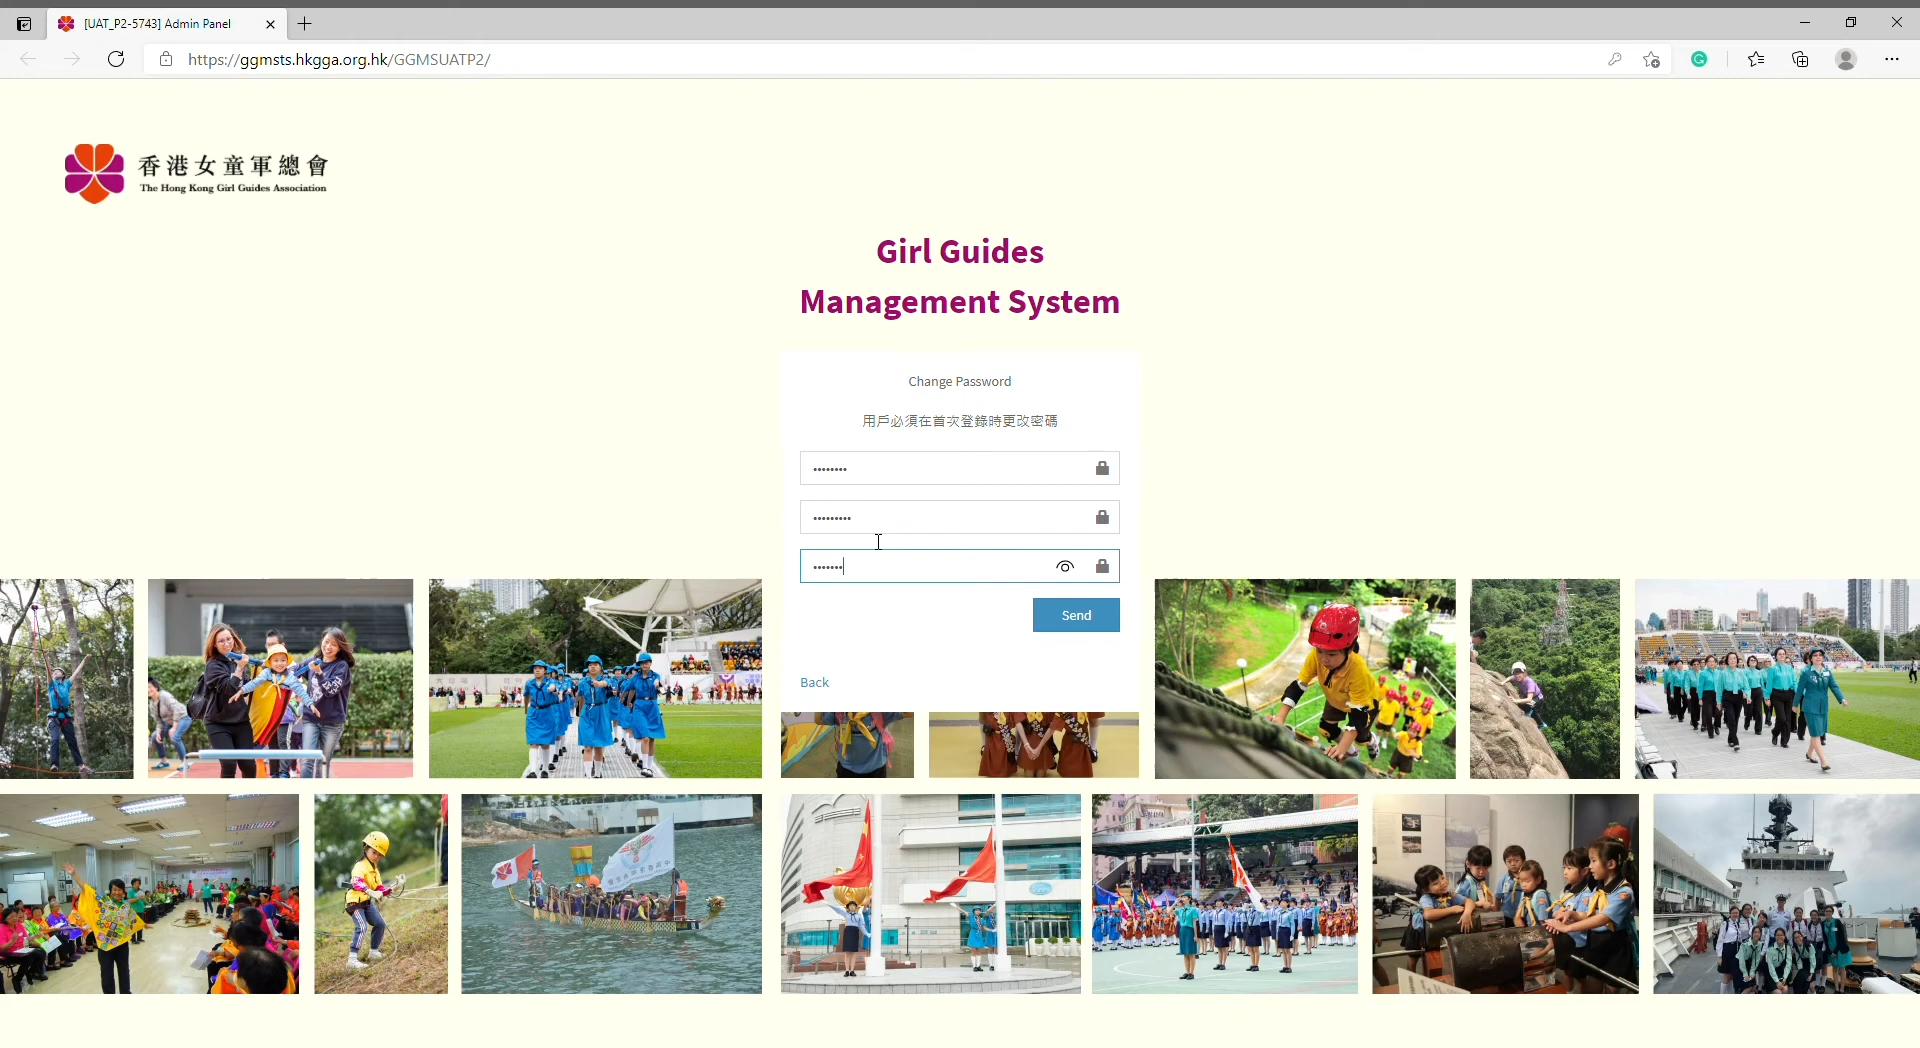 [UAT_P2-5743] Admin Panel
https://ggmsts.hkgga.org.hk/GGMSUATP2/
香港女童軍總會
The Hong Kong Girl Guides Association
Girl Guides
Management System
Change Password
用戶必須在首次登錄時更改密碼
Send
Back